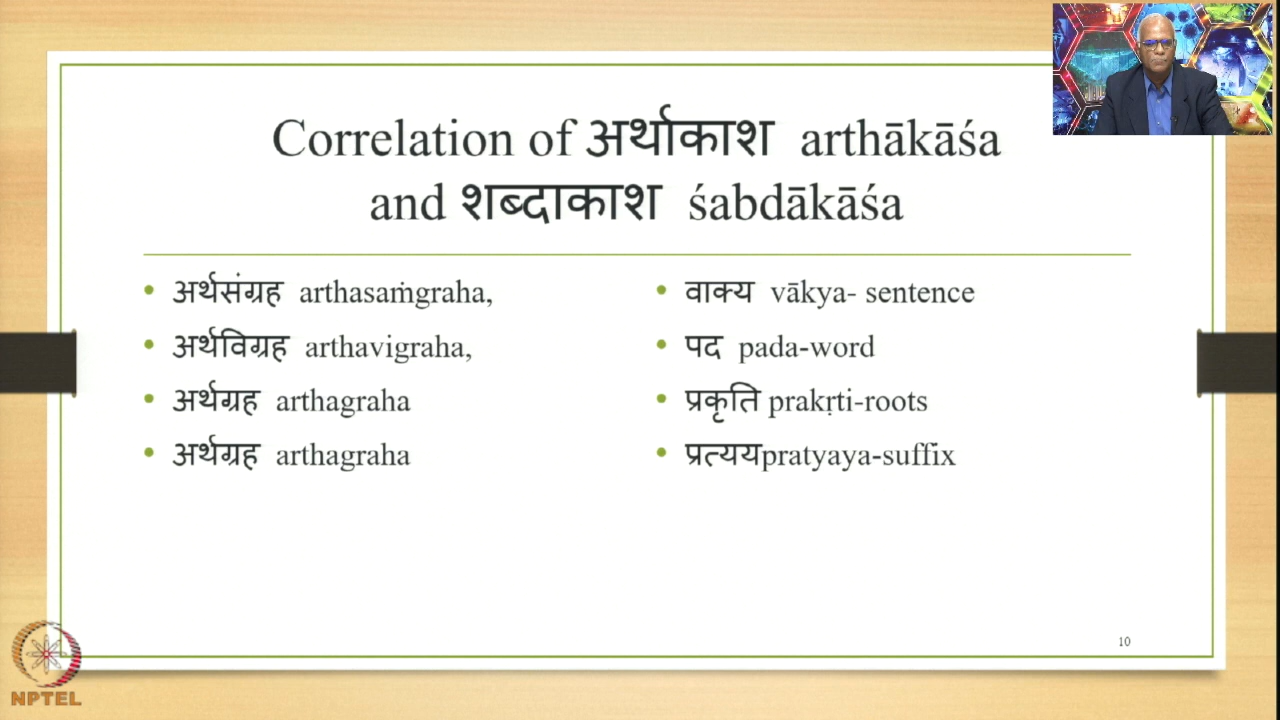 Correlation of अर्थाकाश arthākāśa
and शब्दाकाश śabdākāśa
• अर्थसंग्रह arthasaṁgraha,
• अर्थविग्रह arthavigraha,
• अर्थग्रह arthagraha
• अर्थग्रह arthagraha
• वाक्य vākya- sentence
• पद pada-word
• प्रकृति prakṛti-roots
• प्रत्ययpratyaya-suffix
10
NPTEL